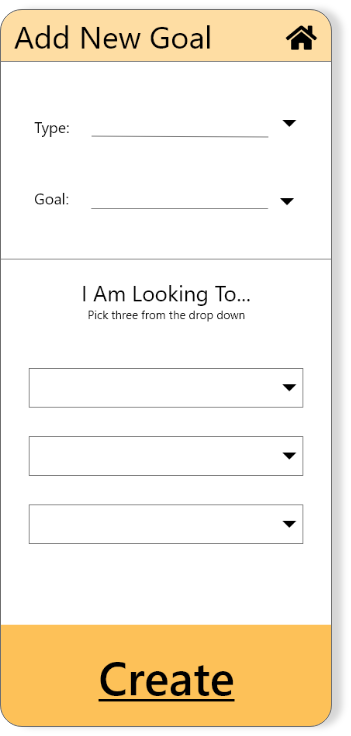 Add New Goal
Type:
Goal:
I Am Looking To...
Pick three from the drop down
Create